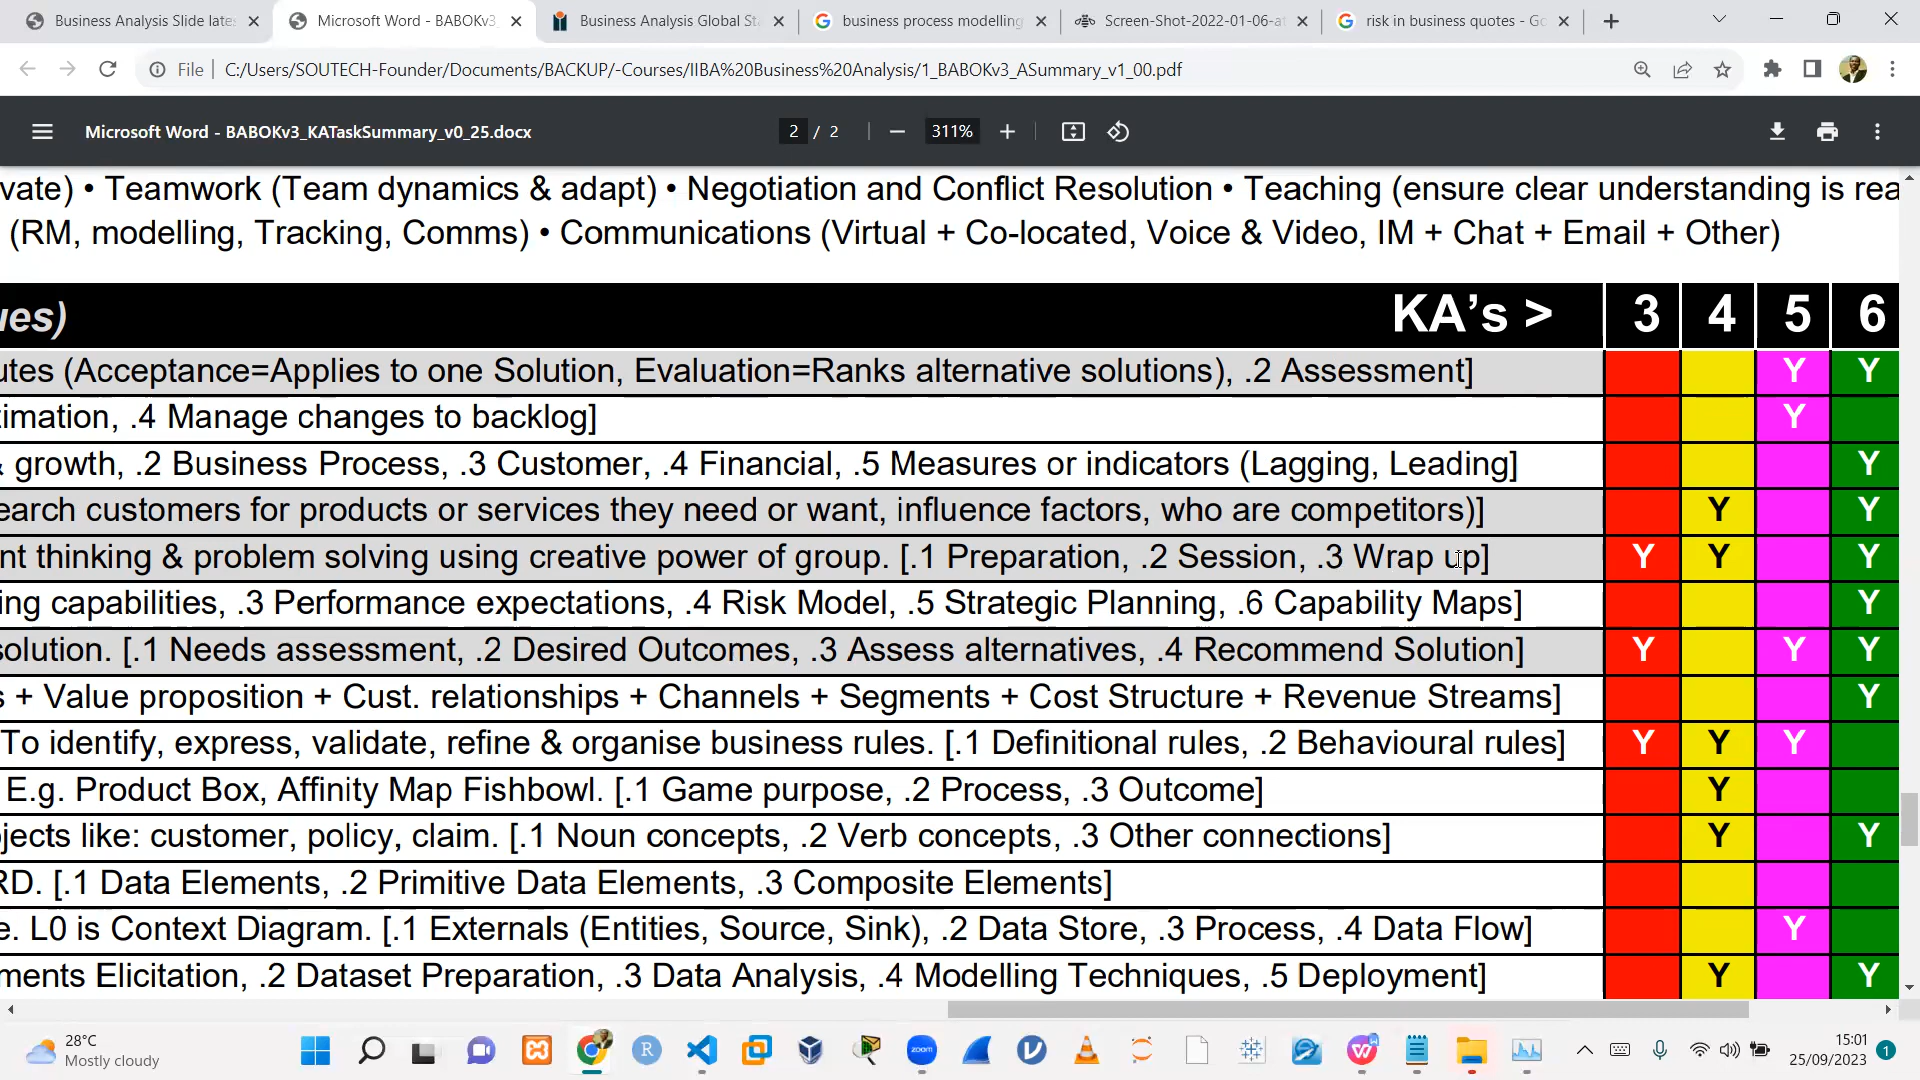 Business Analysis Slide lates
Microsoft Word - BABOKv3_
Business Analysis Global Sta
business process modelling
Screen-Shot-2022-01-06-at
risk in business quotes - Go
File
C:/Users/SOUTECH-Founder/Documents/BACKUP/-Courses/IIBA%20Business%20Analysis/1_BABOKv3_ASummary_v1_00.pdf
Microsoft Word - BABOKv3_KATaskSummary_v0_25.docx
2 / 2
311%
vate) • Teamwork (Team dynamics & adapt) • Negotiation and Conflict Resolution • Teaching (ensure clear understanding is rea
(RM, modelling, Tracking, Comms) • Communications (Virtual + Co-located, Voice & Video, IM + Chat + Email + Other)
ues) KA's > 3 4 5 6
utes (Acceptance=Applies to one Solution, Evaluation=Ranks alternative solutions), .2 Assessment] Y Y
timation, .4 Manage changes to backlog] Y
& growth, .2 Business Process, .3 Customer, .4 Financial, .5 Measures or indicators (Lagging, Leading] Y
earch customers for products or services they need or want, influence factors, who are competitors)] Y Y
nt thinking & problem solving using creative power of group. [.1 Preparation, .2 Session, .3 Wrap up] Y Y Y
ing capabilities, .3 Performance expectations, .4 Risk Model, .5 Strategic Planning, .6 Capability Maps] Y
solution. [.1 Needs assessment, .2 Desired Outcomes, .3 Assess alternatives, .4 Recommend Solution] Y Y Y
s + Value proposition + Cust. relationships + Channels + Segments + Cost Structure + Revenue Streams] Y
To identify, express, validate, refine & organise business rules. [.1 Definitional rules, .2 Behavioural rules] Y Y Y
E.g. Product Box, Affinity Map Fishbowl. [.1 Game purpose, .2 Process, .3 Outcome] Y
jects like: customer, policy, claim. [.1 Noun concepts, .2 Verb concepts, .3 Other connections] Y Y
RD. [.1 Data Elements, .2 Primitive Data Elements, .3 Composite Elements]
e. L0 is Context Diagram. [.1 Externals (Entities, Source, Sink), .2 Data Store, .3 Process, .4 Data Flow] Y
ments Elicitation, .2 Dataset Preparation, .3 Data Analysis, .4 Modelling Techniques, .5 Deployment] Y Y
28°C
Mostly cloudy
zoom
R
15:01
25/09/2023
1